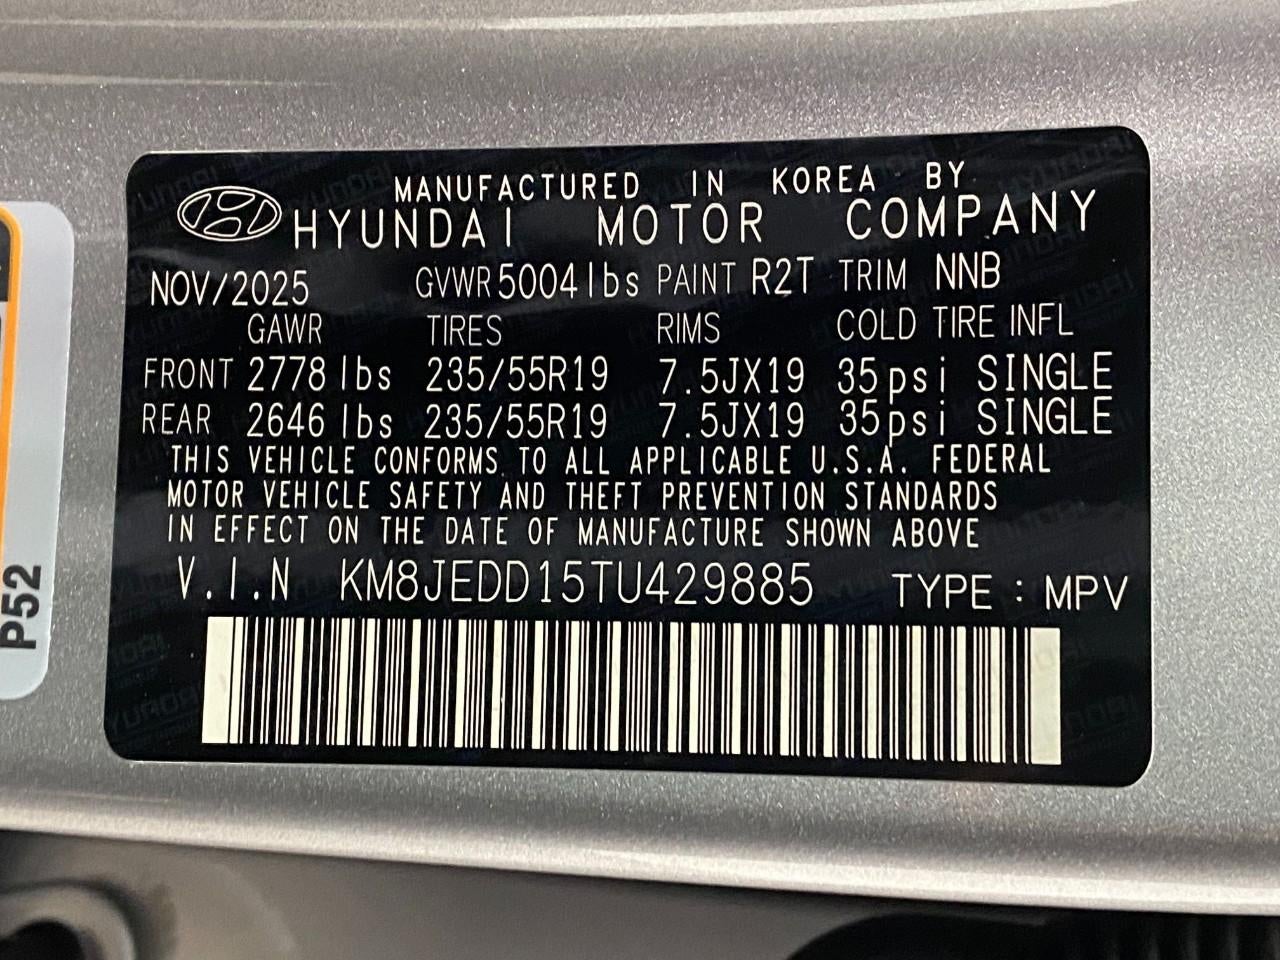 MANUFACTURED IN KOREA BY
HYUNDAI MOTOR COMPANY
NOV/2025 GVWR 5004lbs PAINT R2T TRIM NNB
GAWR TIRES RIMS COLD TIRE INFL
FRONT 2778 lbs 235/55R19 7.5JX19 35psi SINGLE
REAR 2646 lbs 235/55R19 7.5JX19 35psi SINGLE
THIS VEHICLE CONFORMS TO ALL APPLICABLE U.S.A. FEDERAL
MOTOR VEHICLE SAFETY AND THEFT PREVENTION STANDARDS
IN EFFECT ON THE DATE OF MANUFACTURE SHOWN ABOVE
V.I.N KM8JEDD15TU429885 TYPE : MPV
P52